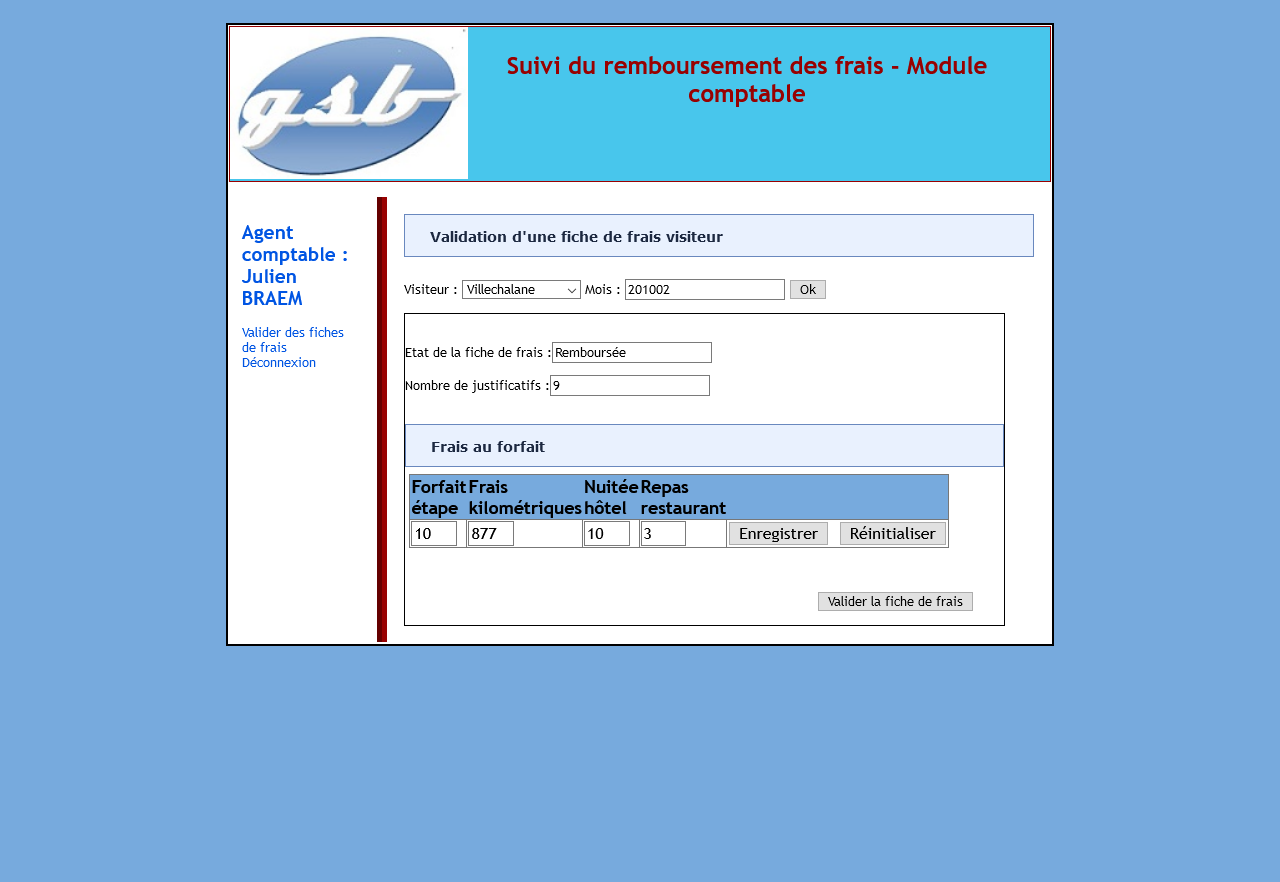 gsb
Suivi du remboursement des frais - Module
comptable
Agent
comptable :
Julien
BRAEM
Valider des fiches
de frais
Déconnexion
Validation d'une fiche de frais visiteur
Visiteur : Villechalane Mois : 201002 Ok
Etat de la fiche de frais : Remboursée
Nombre de justificatifs : 9
Frais au forfait
Forfait Frais Nuitée Repas
étape kilométriques hôtel restaurant
10 877 10 3 Enregistrer Réinitialiser
Valider la fiche de frais